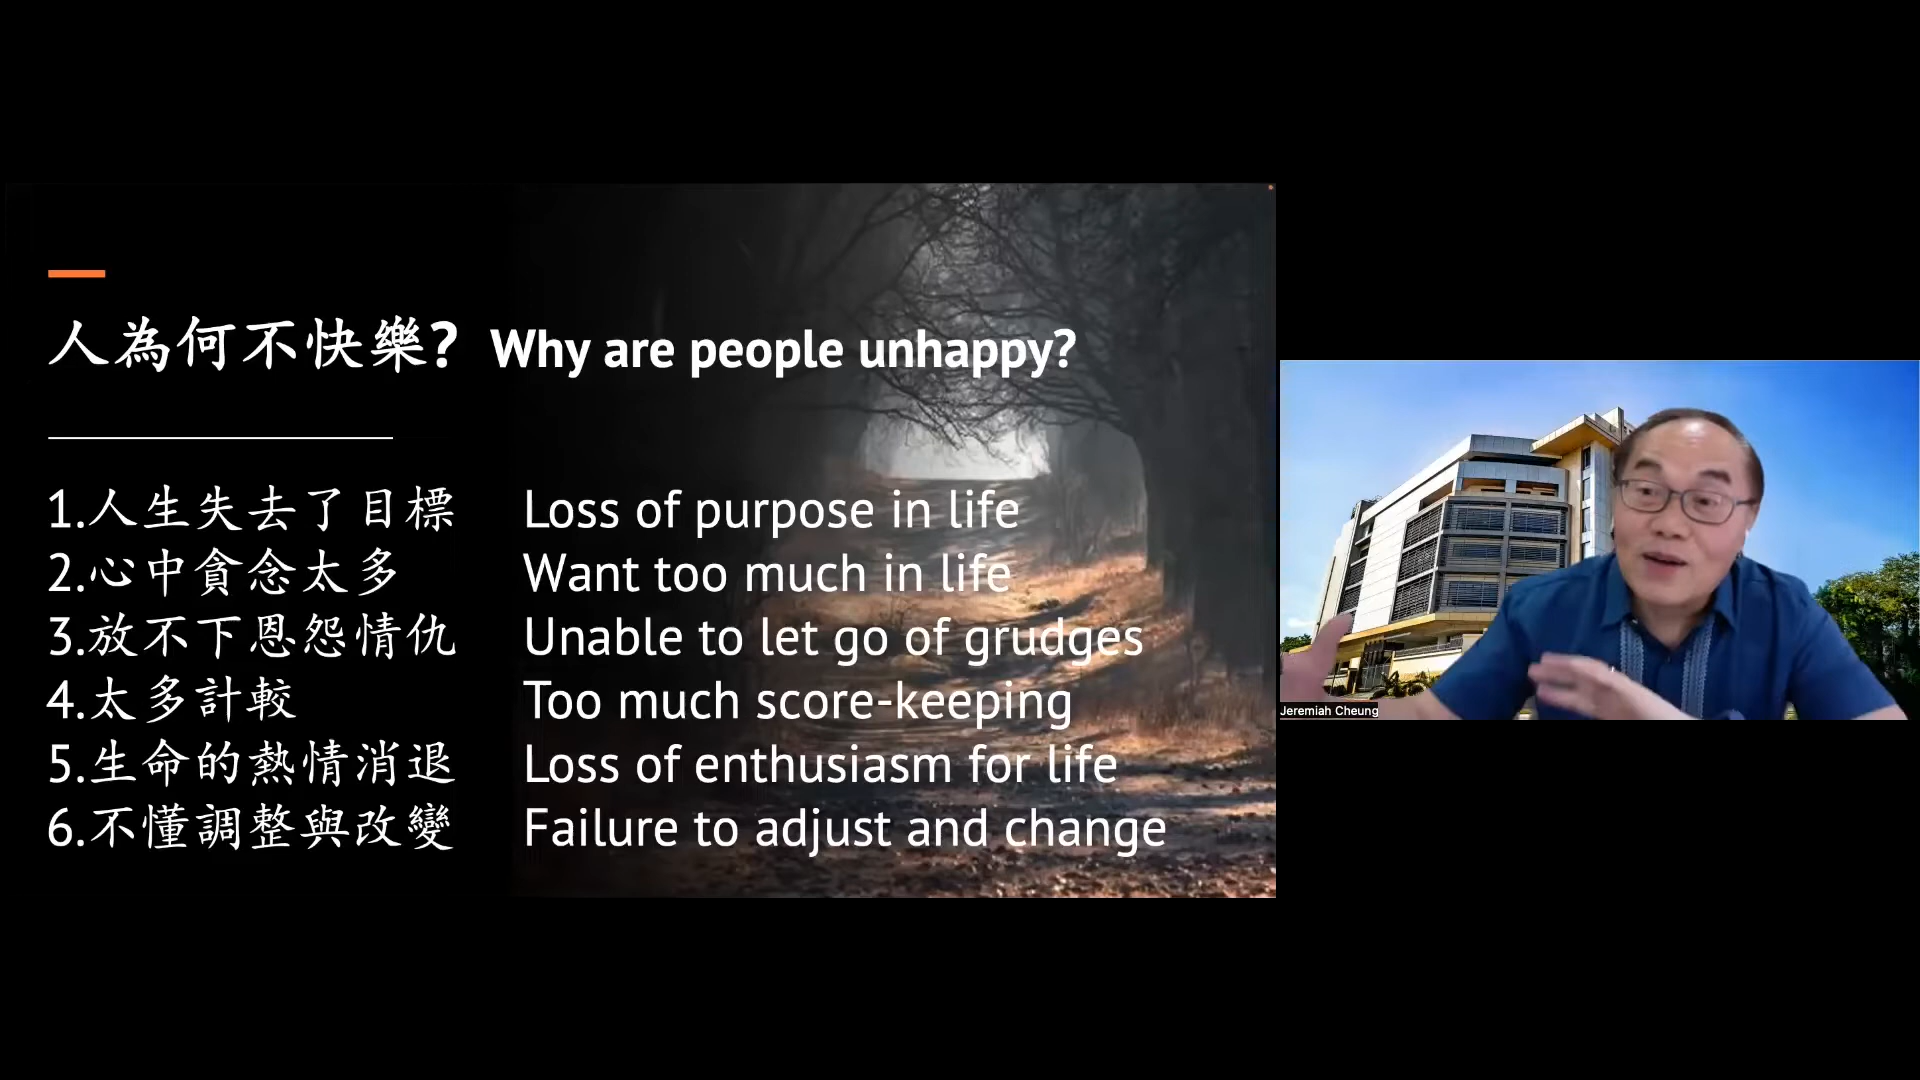 人為何不快樂? Why are people unhappy?
1.人生失去了目標 Loss of purpose in life
2.心中貪念太多 Want too much in life
3.放不下恩怨情仇 Unable to let go of grudges
4.太多計較 Too much score-keeping
5.生命的熱情消退 Loss of enthusiasm for life
6.不懂調整與改變 Failure to adjust and change
Jeremiah Cheung